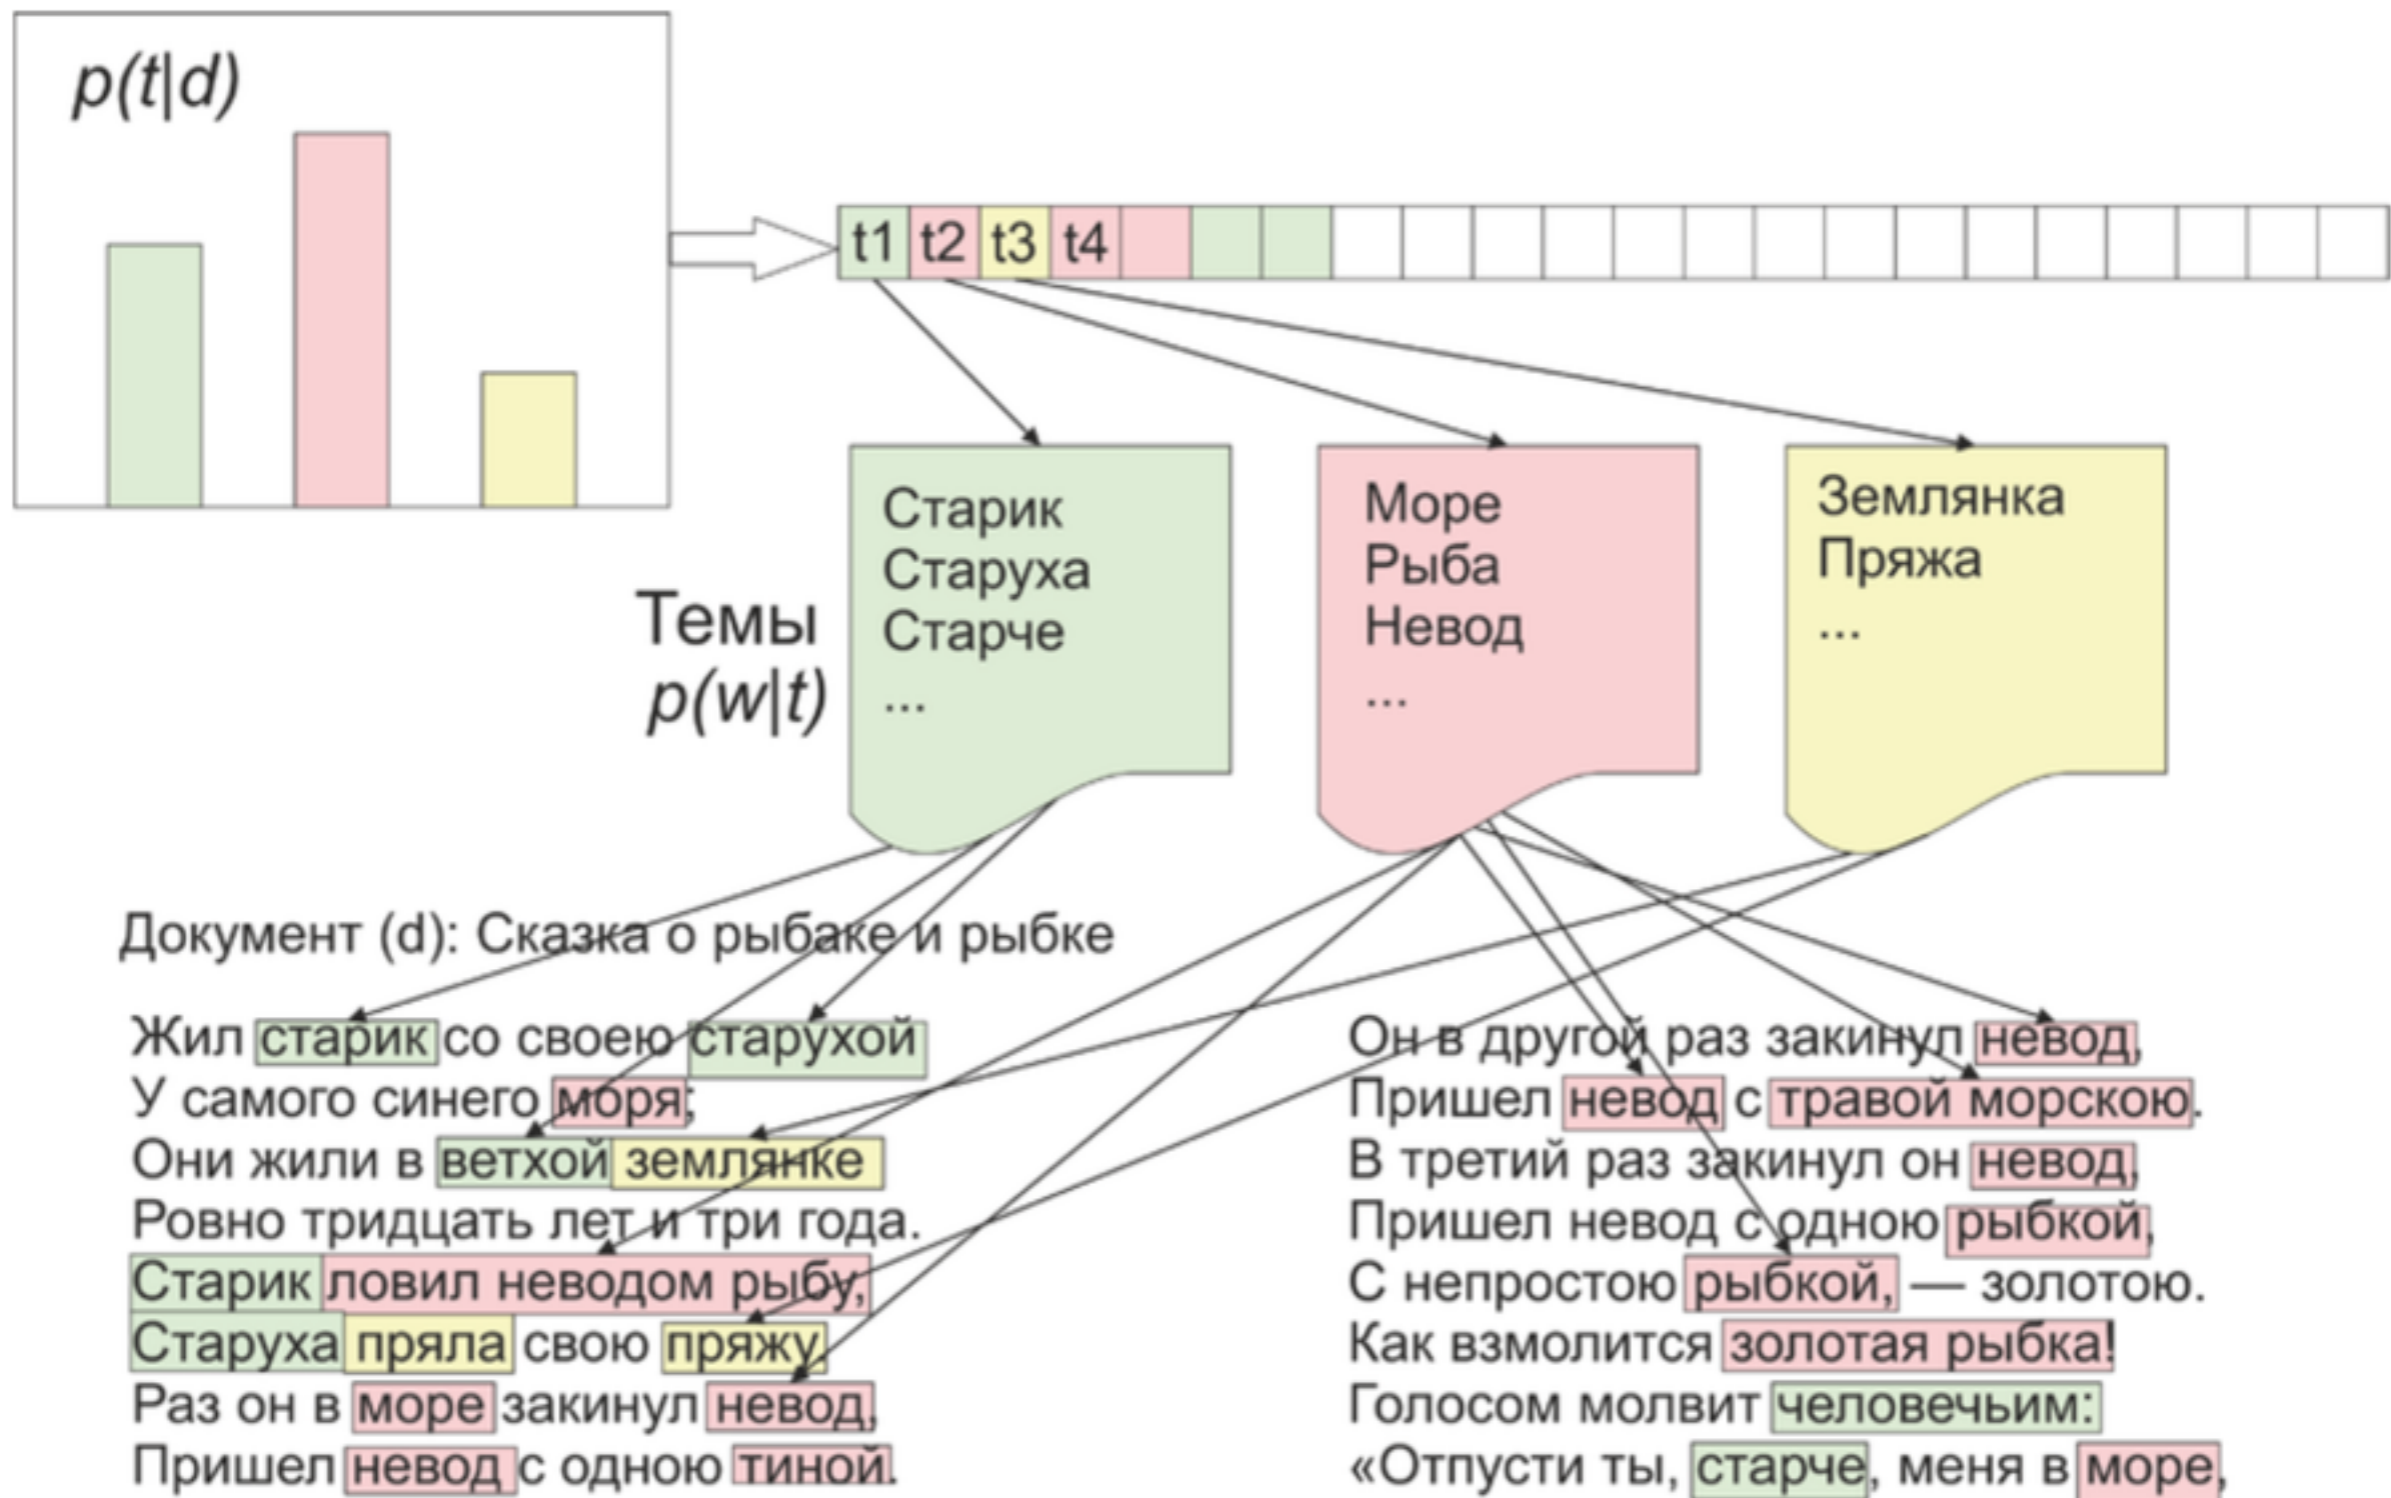 p(t|d)
t1 t2 t3 t4
Старик
Старуха
Старче
...
Море
Рыба
Невод
...
Землянка
Пряжа
...
Темы
p(w|t)
Документ (d): Сказка о рыбаке и рыбке
Жил старик со своею старухой
У самого синего моря;
Они жили в ветхой землянке
Ровно тридцать лет и три года.
Старик ловил неводом рыбу,
Старуха пряла свою пряжу
Раз он в море закинул невод,
Пришел невод с одною тиной.
Он в другой раз закинул невод,
Пришел невод с травой морскою.
В третий раз закинул он невод,
Пришел невод с одною рыбкой,
С непростою рыбкой, — золотою.
Как взмолится золотая рыбка!
Голосом молвит человечьим:
«Отпусти ты, старче, меня в море,